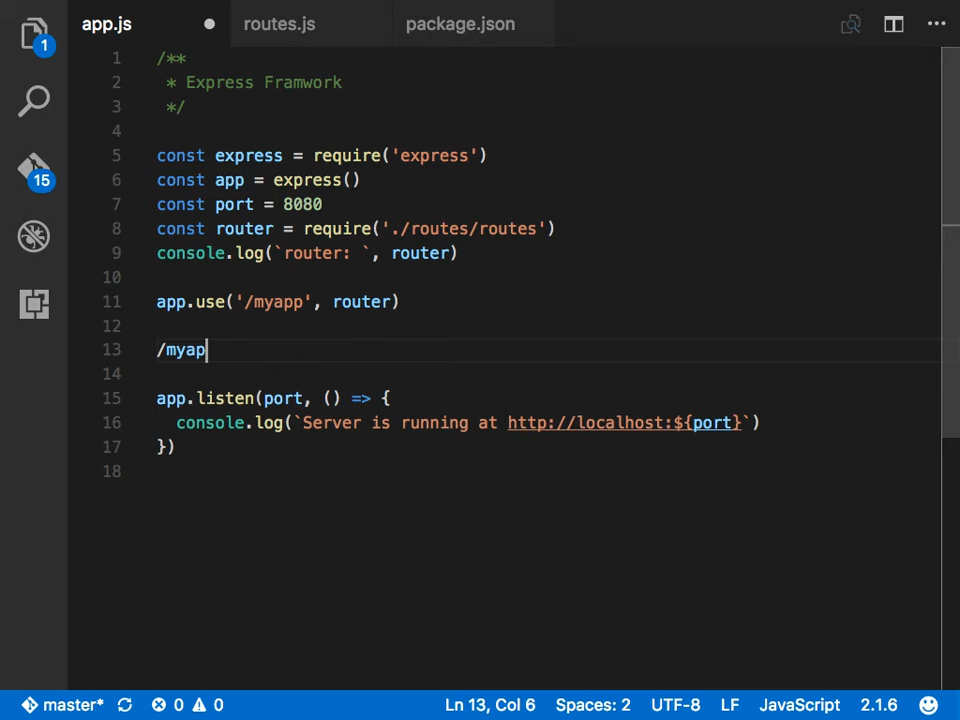 app.js routes.js package.json
1
15
1 /**
2 * Express Framwork
3 */
4
5 const express = require('express')
6 const app = express()
7 const port = 8080
8 const router = require('./routes/routes')
9 console.log(`router: `, router)
10
11 app.use('/myapp', router)
12
13 /myap
14
15 app.listen(port, () => {
16 console.log(`Server is running at http://localhost:${port}`)
17 })
18
master* 0 0 Ln 13, Col 6 Spaces: 2 UTF-8 LF JavaScript 2.1.6